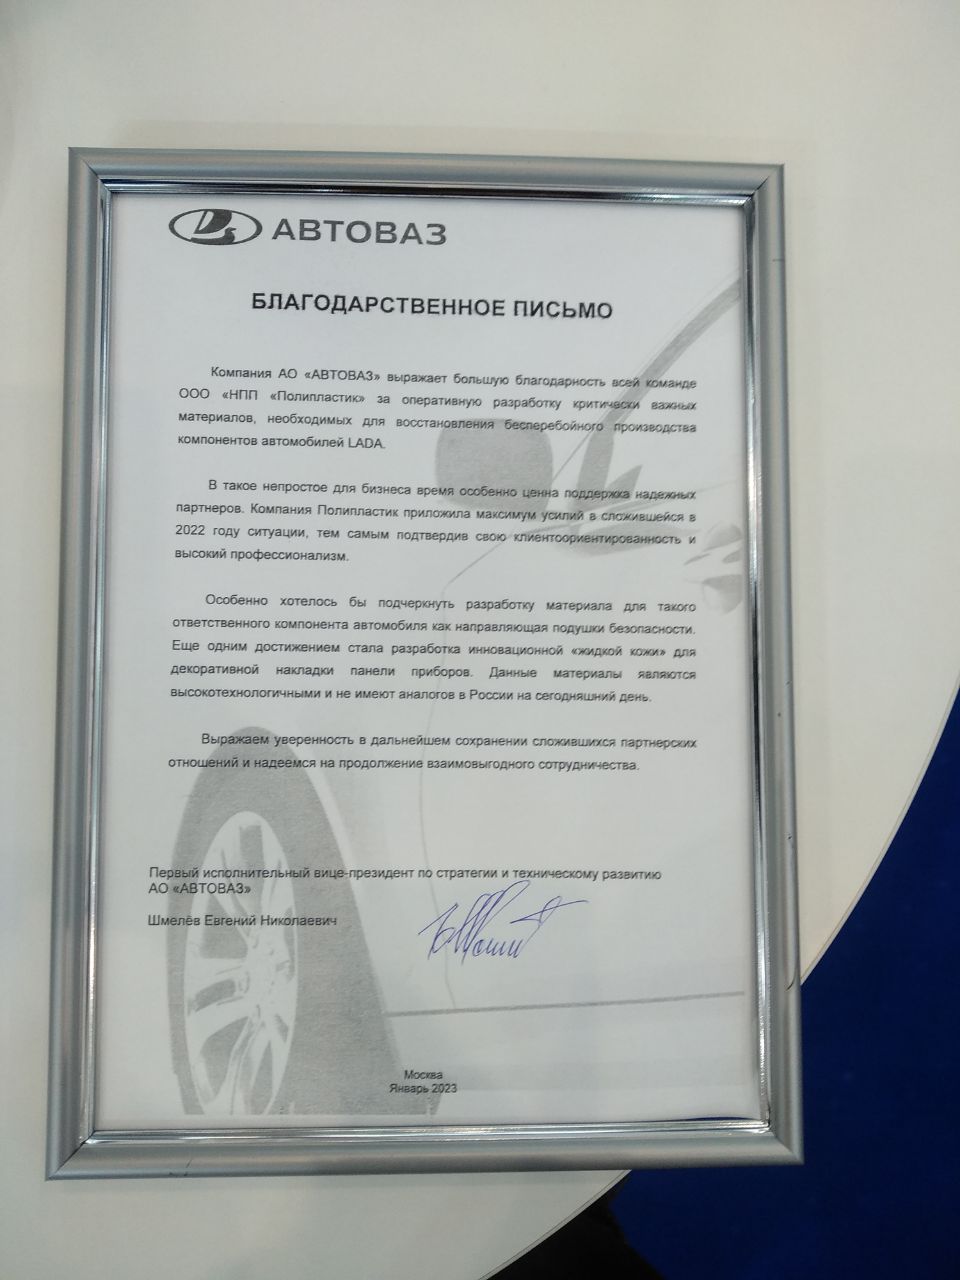 АВТОВАЗ
БЛАГОДАРСТВЕННОЕ ПИСЬМО
Компания АО «АВТОВАЗ» выражает большую благодарность всей команде
ООО «НПП «Полипластик» за оперативную разработку критически важных
материалов, необходимых для восстановления бесперебойного производства
компонентов автомобилей LADA.
В такое непростое для бизнеса время особенно ценна поддержка надежных
партнеров. Компания Полипластик приложила максимум усилий в сложившейся в
2022 году ситуации, тем самым подтвердив свою клиентоориентированность и
высокий профессионализм.
Особенно хотелось бы подчеркнуть разработку материала для такого
ответственного компонента автомобиля как направляющая подушки безопасности.
Еще одним достижением стала разработка инновационной «жидкой кожи» для
декоративной накладки панели приборов. Данные материалы являются
высокотехнологичными и не имеют аналогов в России на сегодняшний день.
Выражаем уверенность в дальнейшем сохранении сложившихся партнерских
отношений и надеемся на продолжение взаимовыгодного сотрудничества.
Первый исполнительный вице-президент по стратегии и техническому развитию
АО «АВТОВАЗ»
Шмелёв Евгений Николаевич
Москва
Январь 2023